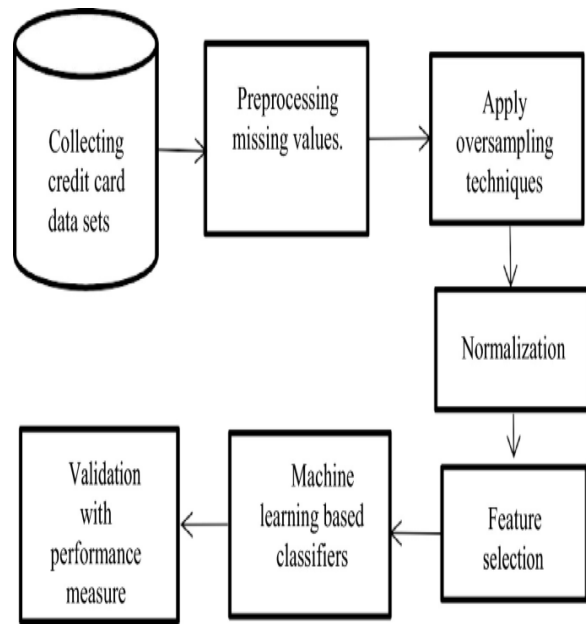 Collecting
credit card
data sets
Preprocessing
missing values.
Apply
oversampling
techniques
Normalization
Feature
selection
Machine
learning based
classifiers
Validation
with
performance
measure